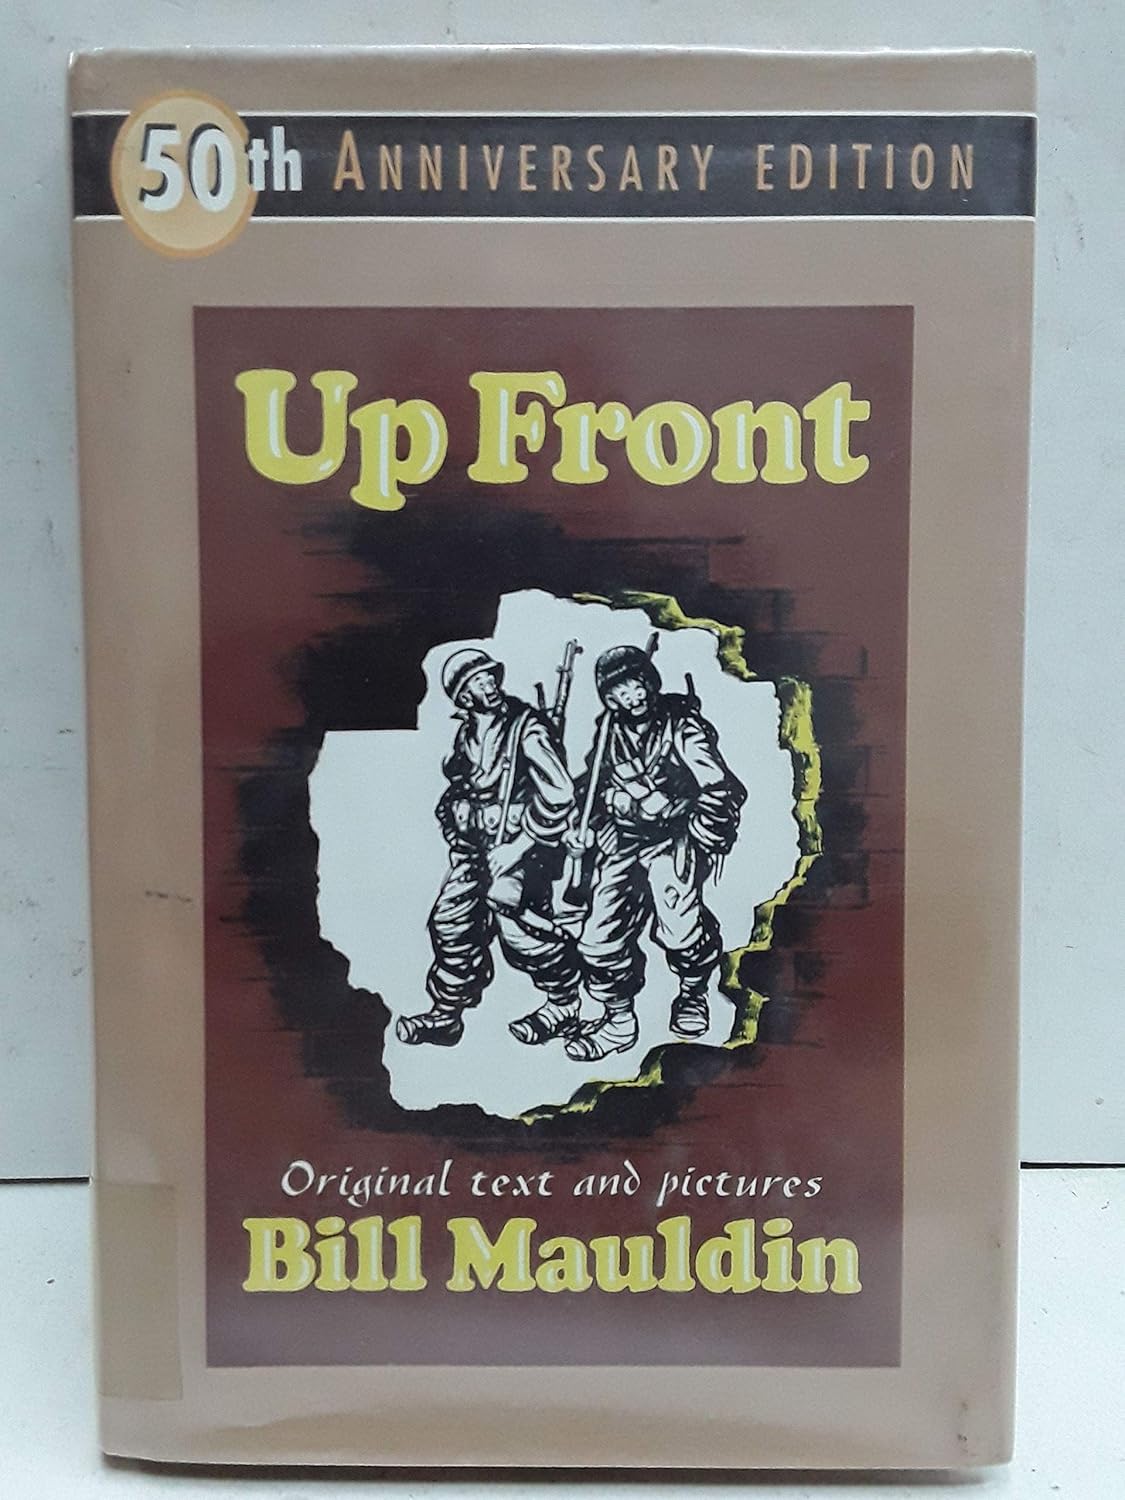 50th ANNIVERSARY EDITION
Up Front
Original text and pictures
Bill Mauldin